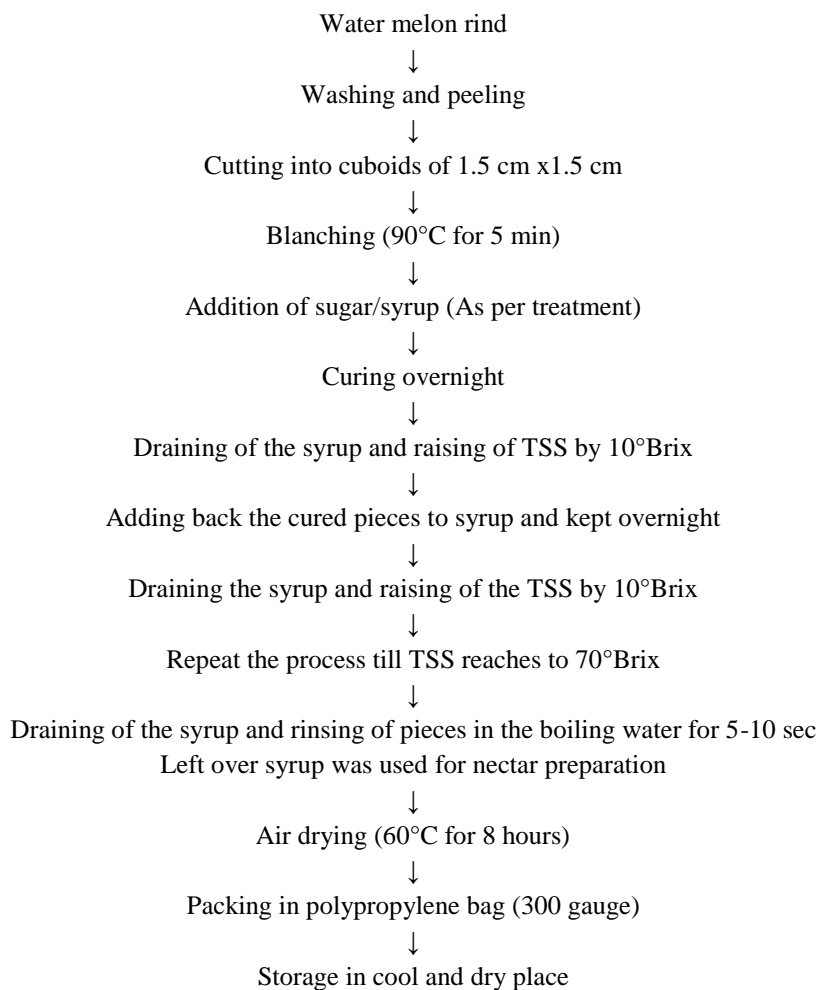 Water melon rind
↓
Washing and peeling
↓
Cutting into cuboids of 1.5 cm x1.5 cm
↓
Blanching (90°C for 5 min)
↓
Addition of sugar/syrup (As per treatment)
↓
Curing overnight
↓
Draining of the syrup and raising of TSS by 10°Brix
↓
Adding back the cured pieces to syrup and kept overnight
↓
Draining the syrup and raising of the TSS by 10°Brix
↓
Repeat the process till TSS reaches to 70°Brix
↓
Draining of the syrup and rinsing of pieces in the boiling water for 5-10 sec
Left over syrup was used for nectar preparation
↓
Air drying (60°C for 8 hours)
↓
Packing in polypropylene bag (300 gauge)
↓
Storage in cool and dry place